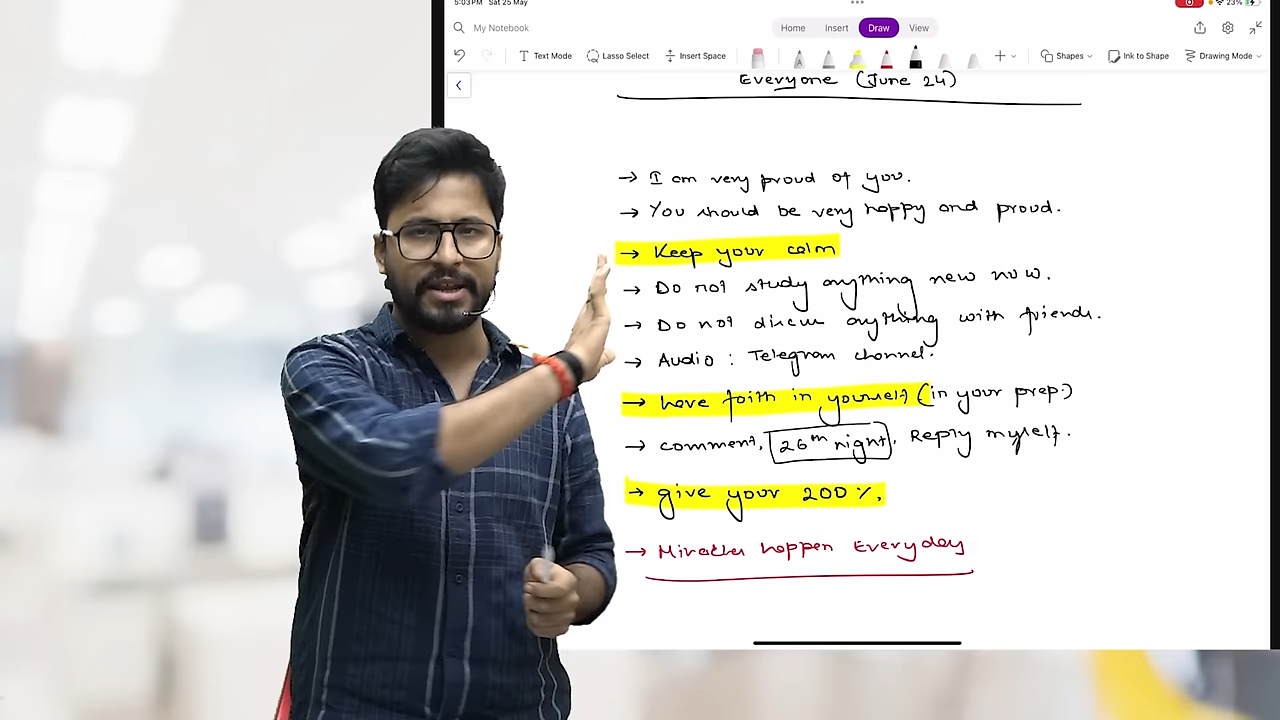 5:03 PM Sat 25 May
23%
My Notebook
Home Insert Draw View
Text Mode Lasso Select Insert Space Shapes Ink to Shape Drawing Mode
Everyone (June 24)
→ I am very proud of you.
→ You should be very happy and proud.
→ Keep your calm
→ Do not study anything new now.
→ Do not discuss anything with friends.
→ Audio : Telegram channel.
→ have faith in yourself (in your prep)
→ comment, 26th night, Reply myself.
→ give your 200%.
→ Miracles happen Everyday